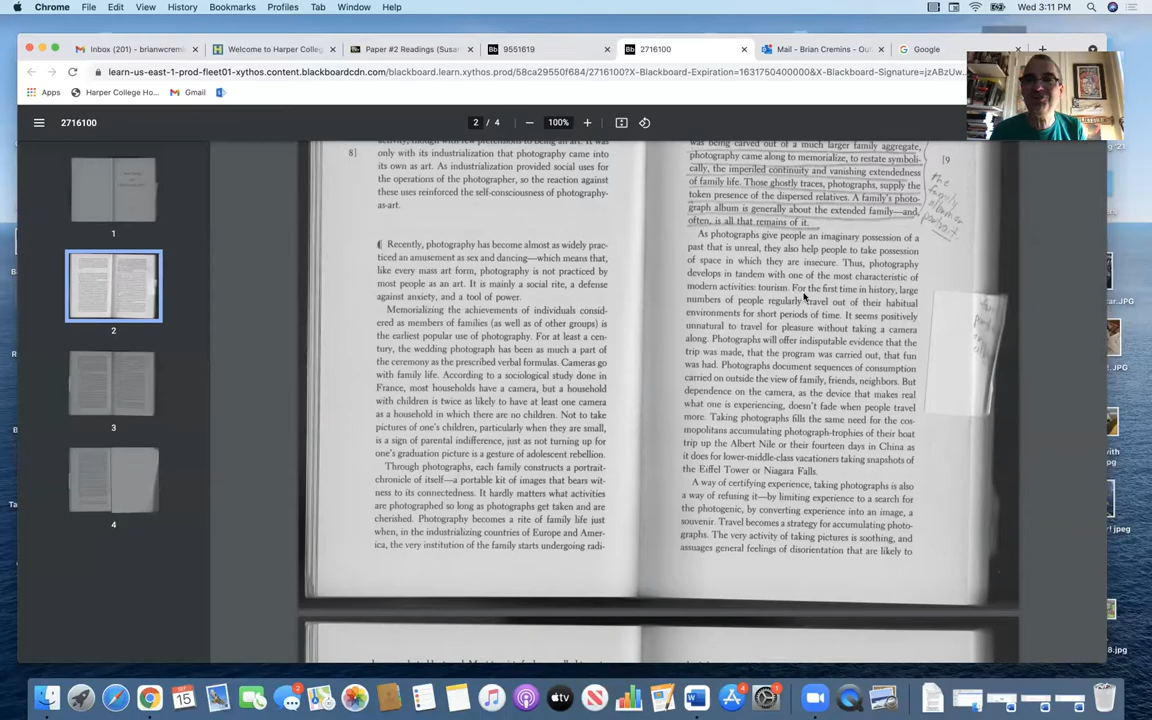 Chrome File Edit View History Bookmarks Profiles Tab Window Help
Wed 3:11 PM
Inbox (201) - brianwcremi
Welcome to Harper College
Paper #2 Readings (Susan
Bb 9551619
Bb 2716100
Mail - Brian Cremins - Ou
Google
learn-us-east-1-prod-fleet01-xythos.content.blackboardcdn.com/blackboard.learn.xythos.prod/58ca29550f684/2716100?X-Blackboard-Expiration=1631750400000&X-Blackboard-Signature=jzABzUw...
Apps
Harper College Ho...
Gmail
2716100
2 / 4
100%
1
2
3
4
8]
activity, though with few pretensions to being an art. It was
only with its industrialization that photography came into
its own as art. As industrialization provided social uses for
the operations of the photographer, so the reaction against
these uses reinforced the self-consciousness of photography-
as-art.
Recently, photography has become almost as widely prac-
ticed an amusement as sex and dancing—which means that,
like every mass art form, photography is not practiced by
most people as an art. It is mainly a social rite, a defense
against anxiety, and a tool of power.
Memorializing the achievements of individuals consid-
ered as members of families (as well as of other groups) is
the earliest popular use of photography. For at least a cen-
tury, the wedding photograph has been as much a part of
the ceremony as the prescribed verbal formulas. Cameras go
with family life. According to a sociological study done in
France, most households have a camera, but a household
with children is twice as likely to have at least one camera
as a household in which there are no children. Not to take
pictures of one's children, particularly when they are small,
is a sign of parental indifference, just as not turning up for
one's graduation picture is a gesture of adolescent rebellion.
Through photographs, each family constructs a portrait-
chronicle of itself—a portable kit of images that bears wit-
ness to its connectedness. It hardly matters what activities
are photographed so long as photographs get taken and are
cherished. Photography becomes a rite of family life just
when, in the industrializing countries of Europe and Amer-
ica, the very institution of the family starts undergoing radi-
[9
was being carved out of a much larger family aggregate,
photography came along to memorialize, to restate symboli-
cally, the imperiled continuity and vanishing extendedness
of family life. Those ghostly traces, photographs, supply the
token presence of the dispersed relatives. A family's photo-
graph album is generally about the extended family—and,
often, is all that remains of it.
the
family
album or
portrait
As photographs give people an imaginary possession of a
past that is unreal, they also help people to take possession
of space in which they are insecure. Thus, photography
develops in tandem with one of the most characteristic of
modern activities: tourism. For the first time in history, large
numbers of people regularly travel out of their habitual
environments for short periods of time. It seems positively
unnatural to travel for pleasure without taking a camera
along. Photographs will offer indisputable evidence that the
trip was made, that the program was carried out, that fun
was had. Photographs document sequences of consumption
carried on outside the view of family, friends, neighbors. But
dependence on the camera, as the device that makes real
what one is experiencing, doesn't fade when people travel
more. Taking photographs fills the same need for the cos-
mopolitans accumulating photograph-trophies of their boat
trip up the Albert Nile or their fourteen days in China as
it does for lower-middle-class vacationers taking snapshots of
the Eiffel Tower or Niagara Falls.
A way of certifying experience, taking photographs is also
a way of refusing it—by limiting experience to a search for
the photogenic, by converting experience into an image, a
souvenir. Travel becomes a strategy for accumulating photo-
graphs. The very activity of taking pictures is soothing, and
assuages general feelings of disorientation that are likely to